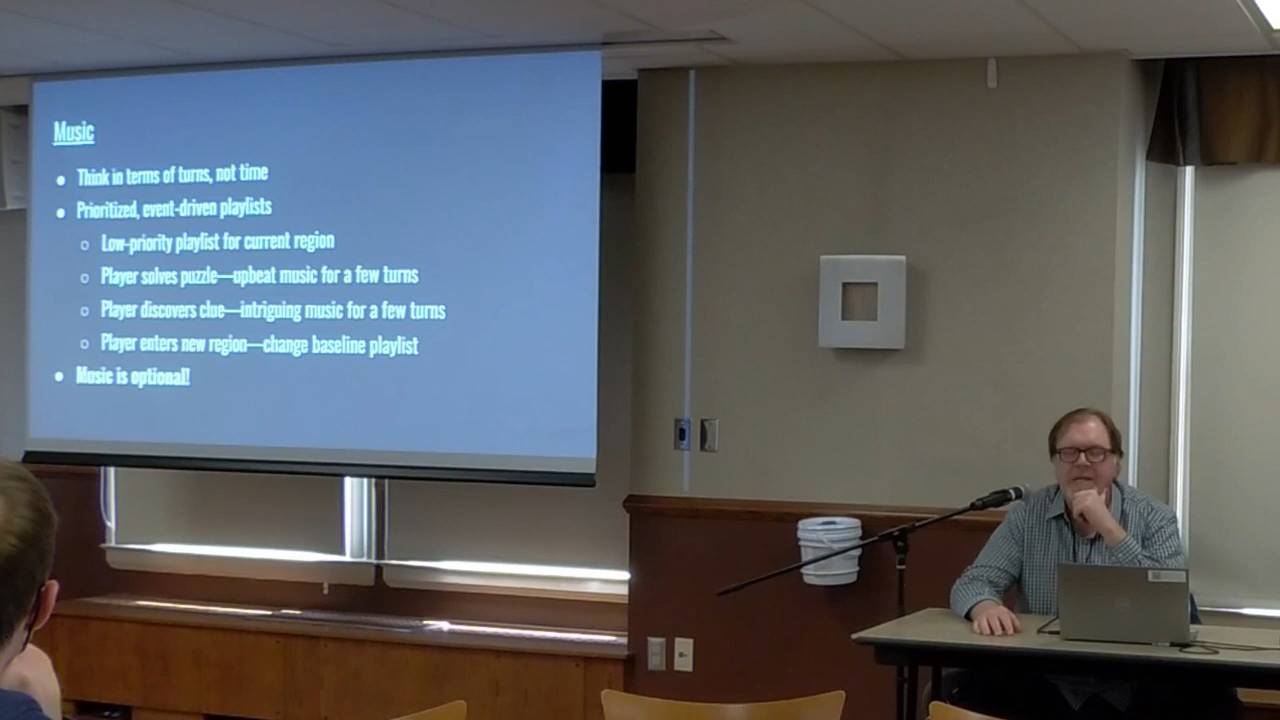 Music
● Think in terms of turns, not time
● Prioritized, event-driven playlists
○ Low-priority playlist for current region
○ Player solves puzzle—upbeat music for a few turns
○ Player discovers clue—intriguing music for a few turns
○ Player enters new region—change baseline playlist
● Music is optional!